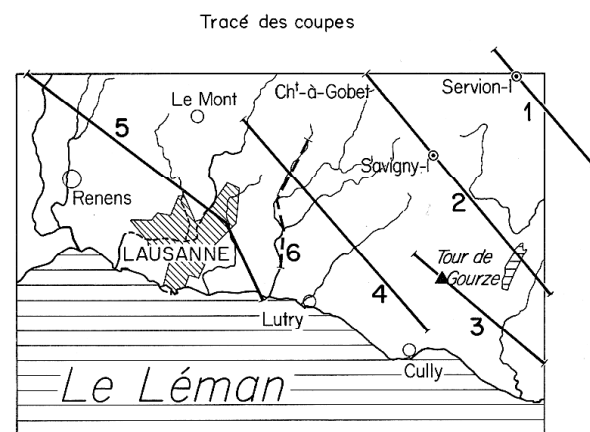 Tracé des coupes
Servion-I
1
Le Mont
Cht-à-Gobet
5
Savigny-I
Renens
2
LAUSANNE
6
Tour de
Gourze
4
3
Lutry
Cully
Le Léman